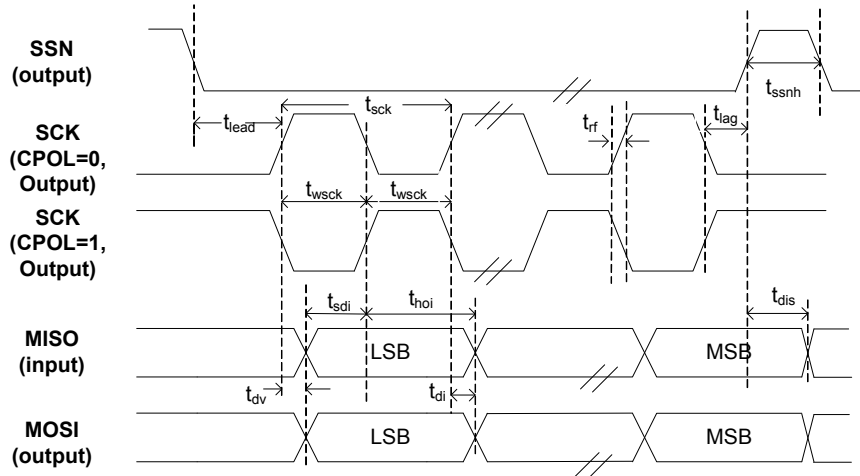 SSN
(output)
t_ssnh
t_sck
t_lead
t_rf
t_lag
SCK
(CPOL=0,
Output)
t_wsck
t_wsck
SCK
(CPOL=1,
Output)
t_sdi
t_hoi
t_dis
MISO
(input)
LSB
MSB
t_dv
t_di
MOSI
(output)
LSB
MSB